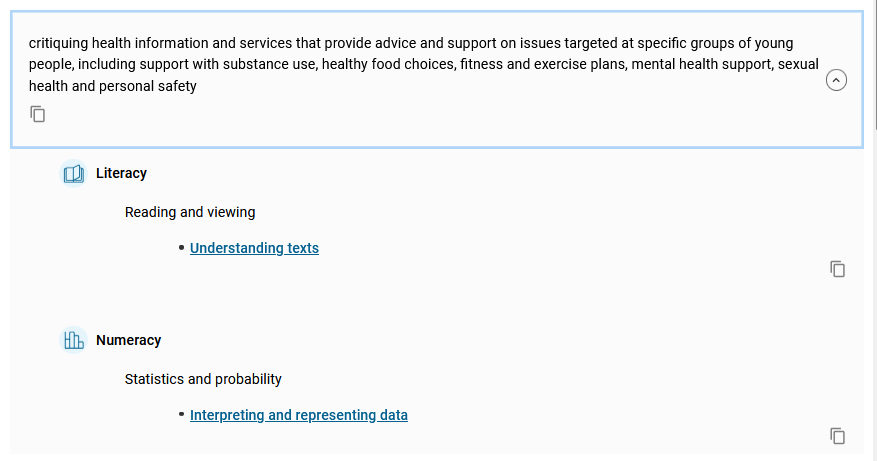 critiquing health information and services that provide advice and support on issues targeted at specific groups of young
people, including support with substance use, healthy food choices, fitness and exercise plans, mental health support, sexual
health and personal safety
Literacy
Reading and viewing
• Understanding texts
Numeracy
Statistics and probability
• Interpreting and representing data